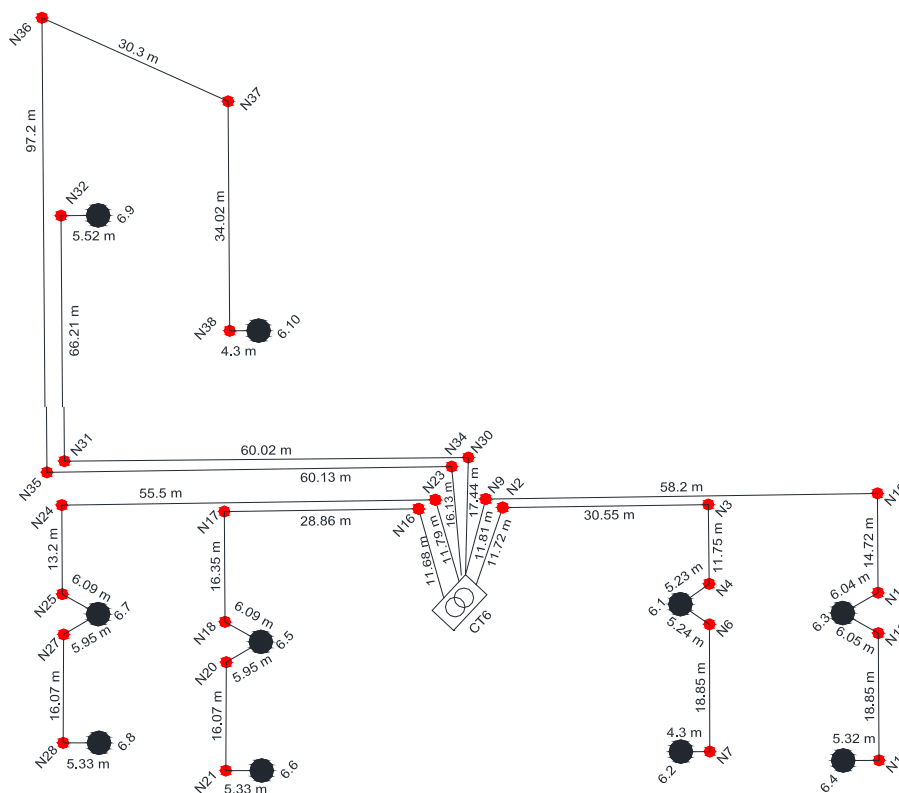 N36
30.3 m
N37
97.2 m
N32
6.9
5.52 m
34.02 m
66.21 m
N38
6.10
4.3 m
N31
N34
N30
60.02 m
N35
60.13 m
N23
N9
N2
58.2 m
55.5 m
N24
N17
28.86 m
N16
16.13 m
17.44 m
30.55 m
N3
11.68 m
11.79 m
11.81 m
11.72 m
13.2 m
16.35 m
11.75 m
14.72 m
CT6
6.09 m
N25
6.7
5.95 m
N27
6.09 m
N18
6.5
5.95 m
N20
5.23 m
N4
6.1
5.24 m
N6
6.04 m
6.3
6.05 m
16.07 m
16.07 m
18.85 m
18.85 m
N28
6.8
5.33 m
N21
6.6
5.33 m
4.3 m
6.2
N7
5.32 m
6.4